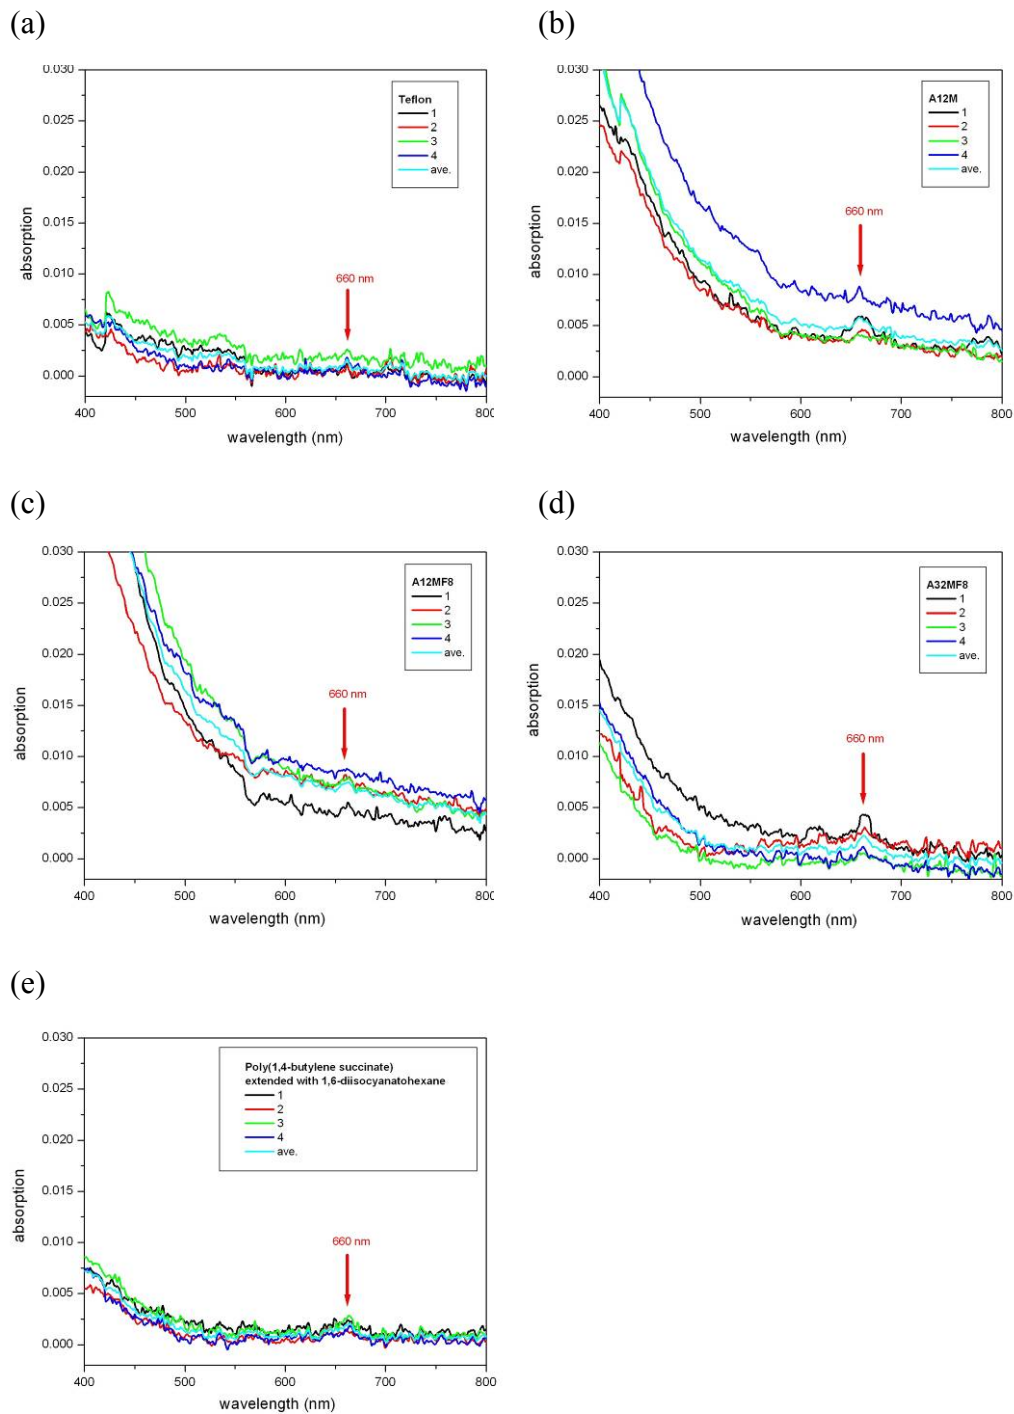 (a)
0.030
0.025
0.020
0.015
0.010
0.005
0.000
absorption
Teflon
1
2
3
4
ave.
660 nm
400 500 600 700 800
wavelength (nm)
(b)
0.030
0.025
0.020
0.015
0.010
0.005
0.000
absorption
A12M
1
2
3
4
ave.
660 nm
400 500 600 700 800
wavelength (nm)
(c)
0.030
0.025
0.020
0.015
0.010
0.005
0.000
absorption
A12MF8
1
2
3
4
ave.
660 nm
400 500 600 700 800
wavelength (nm)
(d)
0.030
0.025
0.020
0.015
0.010
0.005
0.000
absorption
A32MF8
1
2
3
4
ave.
660 nm
400 500 600 700 800
wavelength (nm)
(e)
0.030
0.025
0.020
0.015
0.010
0.005
0.000
absorption
Poly(1,4-butylene succinate)
extended with 1,6-diisocyanatohexane
1
2
3
4
ave.
660 nm
400 500 600 700 800
wavelength (nm)